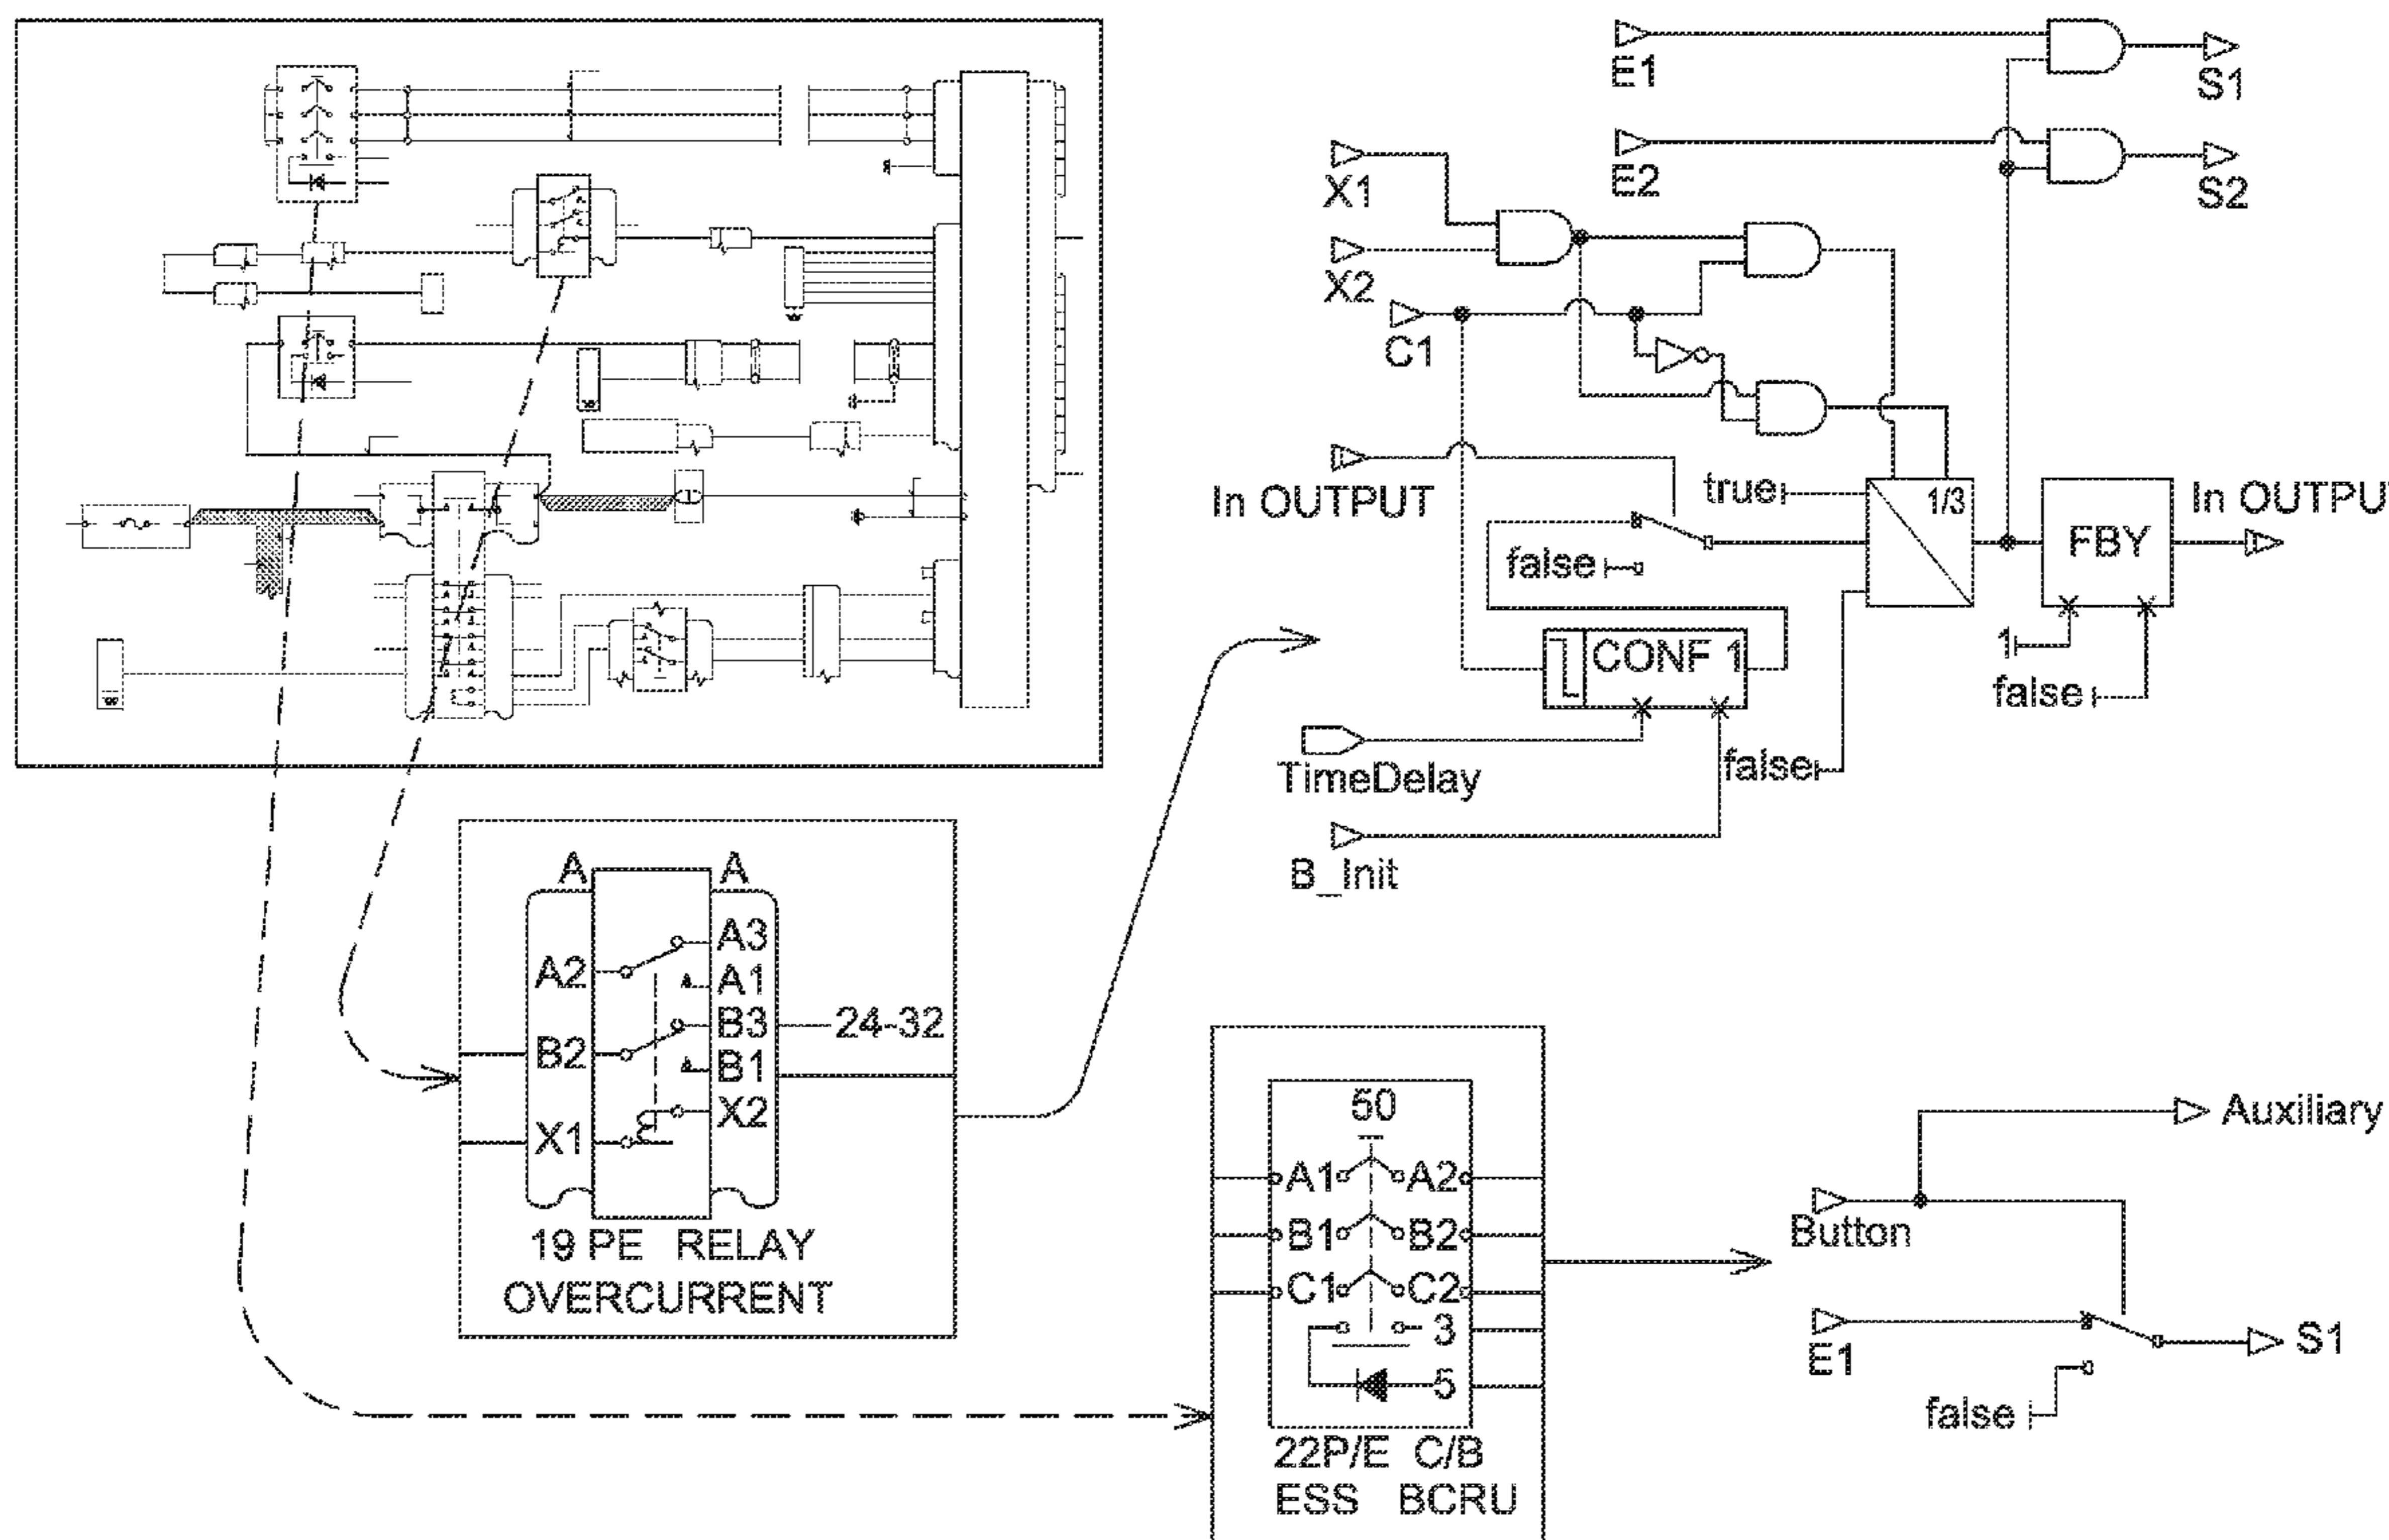 E1
S1
E2
S2
X1
X2
C1
In OUTPUT
true
1/3
FBY
In OUTPUT
false
CONF 1
1
false
TimeDelay
false
B_Init
A A
A3
A2
A1
B3 24-32
B2
B1
X2
X1
19 PE RELAY
OVERCURRENT
50
A1 A2
B1 B2
C1 C2
3
5
22P/E C/B
ESS BCRU
Auxiliary
Button
E1
S1
false